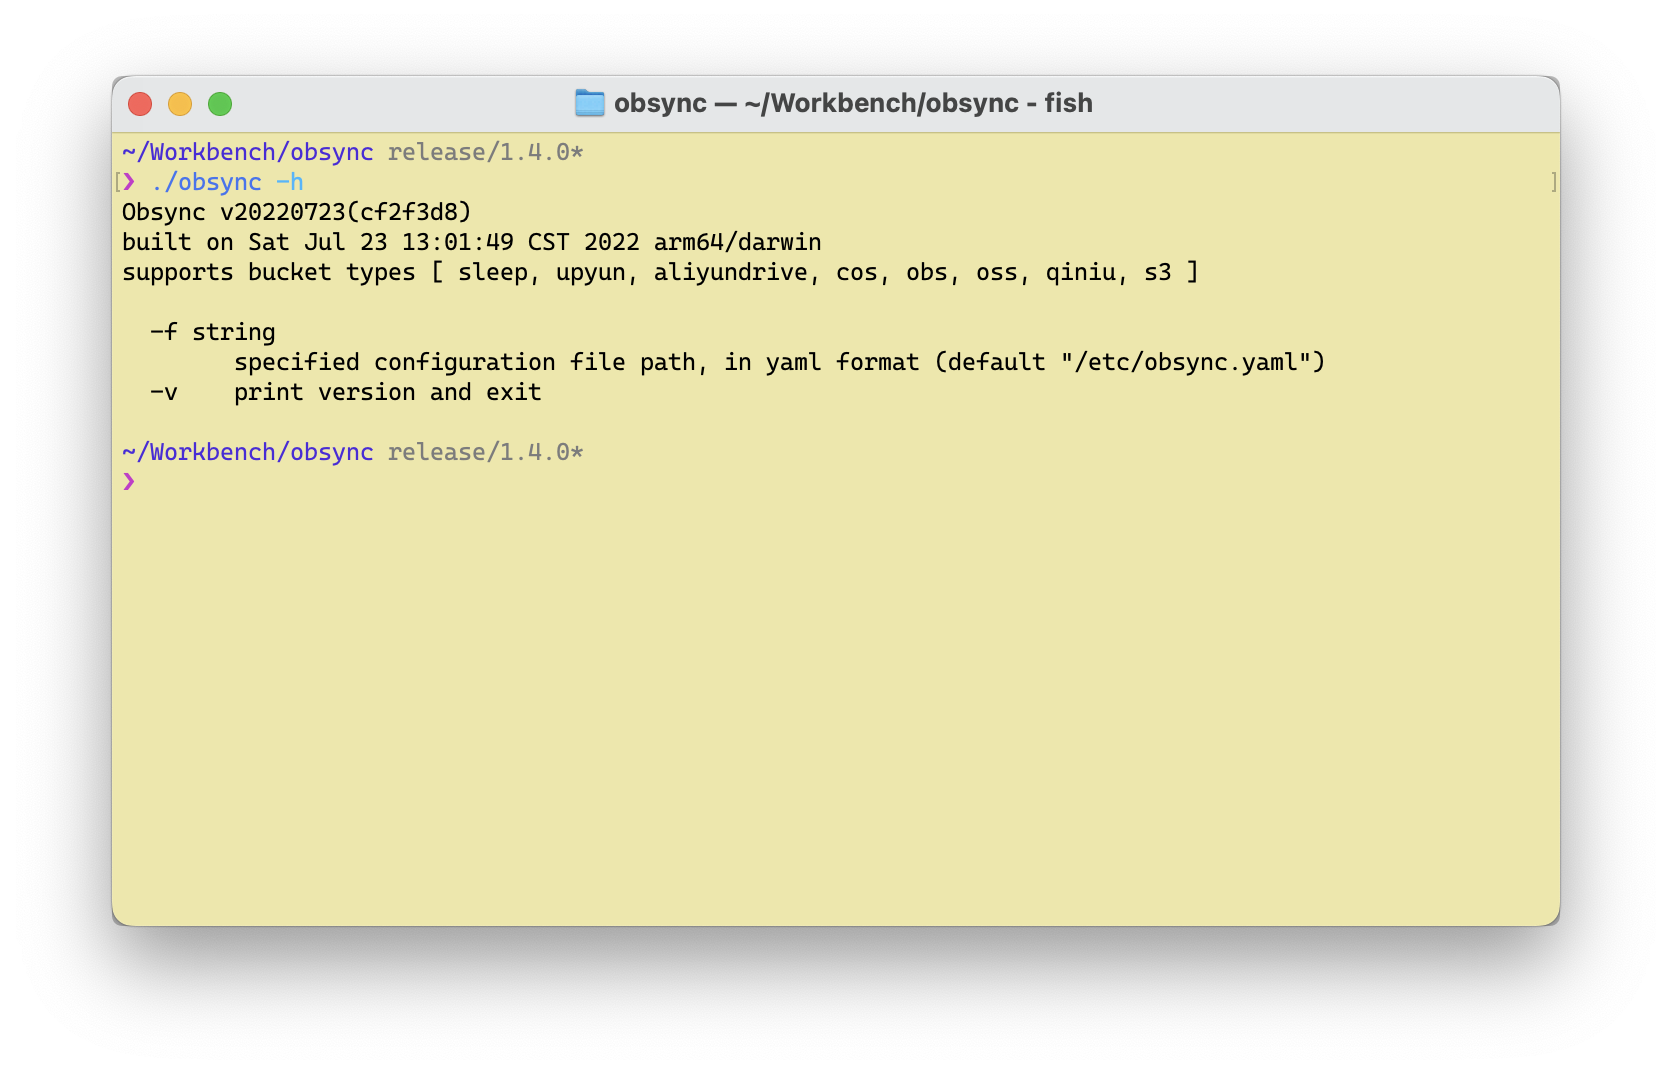 obsync — ~/Workbench/obsync - fish
~/Workbench/obsync release/1.4.0*
[❯ ./obsync -h ]
Obsync v20220723(cf2f3d8)
built on Sat Jul 23 13:01:49 CST 2022 arm64/darwin
supports bucket types [ sleep, upyun, aliyundrive, cos, obs, oss, qiniu, s3 ]
  -f string
        specified configuration file path, in yaml format (default "/etc/obsync.yaml")
  -v    print version and exit
~/Workbench/obsync release/1.4.0*
❯